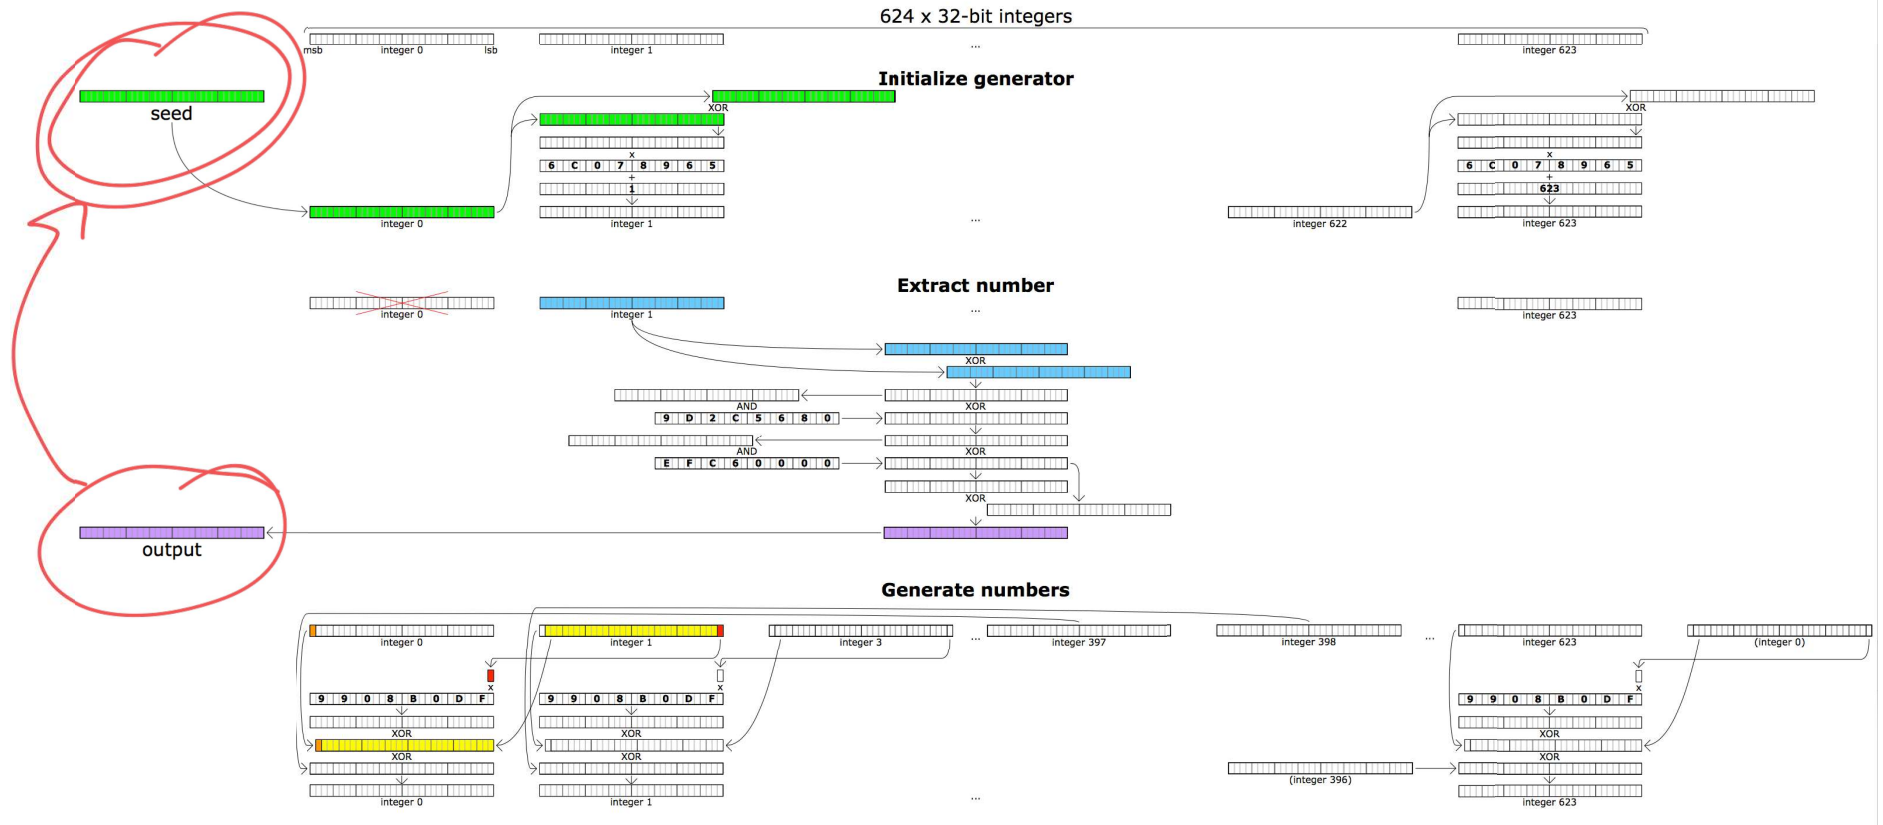 624 x 32-bit integers
msb integer 0 lsb integer 1 ... integer 623
Initialize generator
seed
XOR XOR
x x
6 C 0 7 8 9 6 5 6 C 0 7 8 9 6 5
+ +
1 623
integer 0 integer 1 ... integer 622 integer 623
Extract number
integer 0 integer 1 ... integer 623
XOR
AND XOR
9 D 2 C 5 6 8 0
AND XOR
E F C 6 0 0 0 0
XOR
output
Generate numbers
integer 0 integer 1 integer 3 ... integer 397 integer 398 ... integer 623 (integer 0)
x x x
9 9 0 8 B 0 D F 9 9 0 8 B 0 D F 9 9 0 8 B 0 D F
XOR XOR XOR
XOR XOR XOR
(integer 396)
integer 0 integer 1 ... integer 623